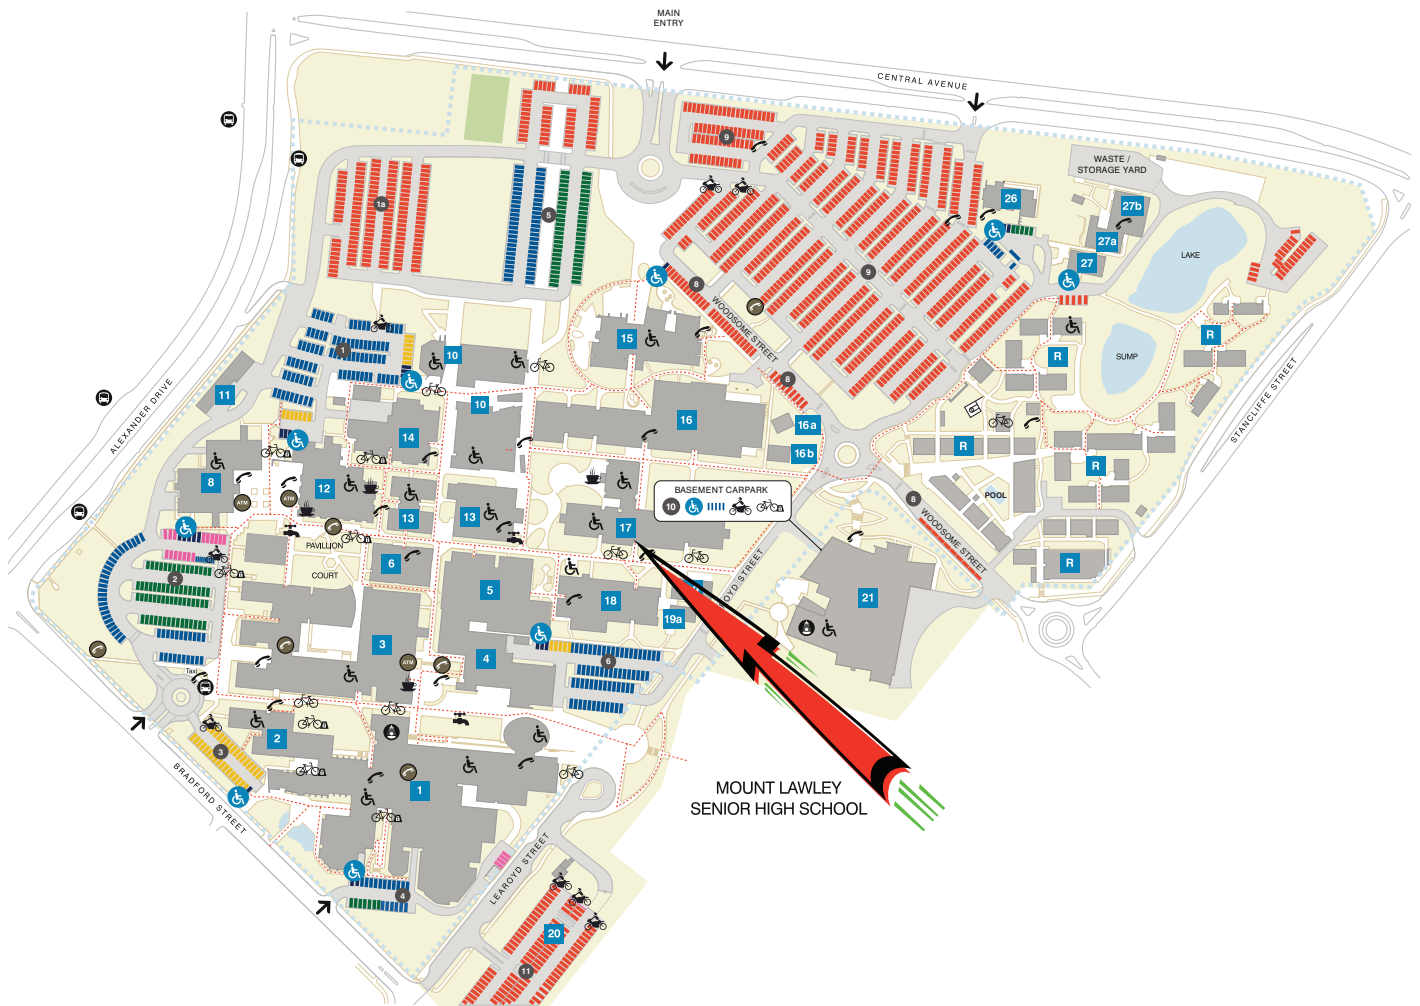 MAIN
ENTRY
CENTRAL AVENUE
9
WASTE /
STORAGE YARD
26
27b
27a
27
LAKE
1a
5
9
8
WOODSOME STREET
15
R
R
SUMP
1
10
11
ALEXANDER DRIVE
8
10
16
16a
16b
14
STANCLIFFE STREET
R
R
8
12
ATM
ATM
BASEMENT CARPARK
10
POOL
8
WOODSOME STREET
13
13
17
PAVILLION
COURT
6
R
2
5
18
19a
OYD STREET
21
3
4
6
ATM
Taxi
2
3
BRADFORD STREET
1
MOUNT LAWLEY
SENIOR HIGH SCHOOL
4
LEAROYD STREET
20
11